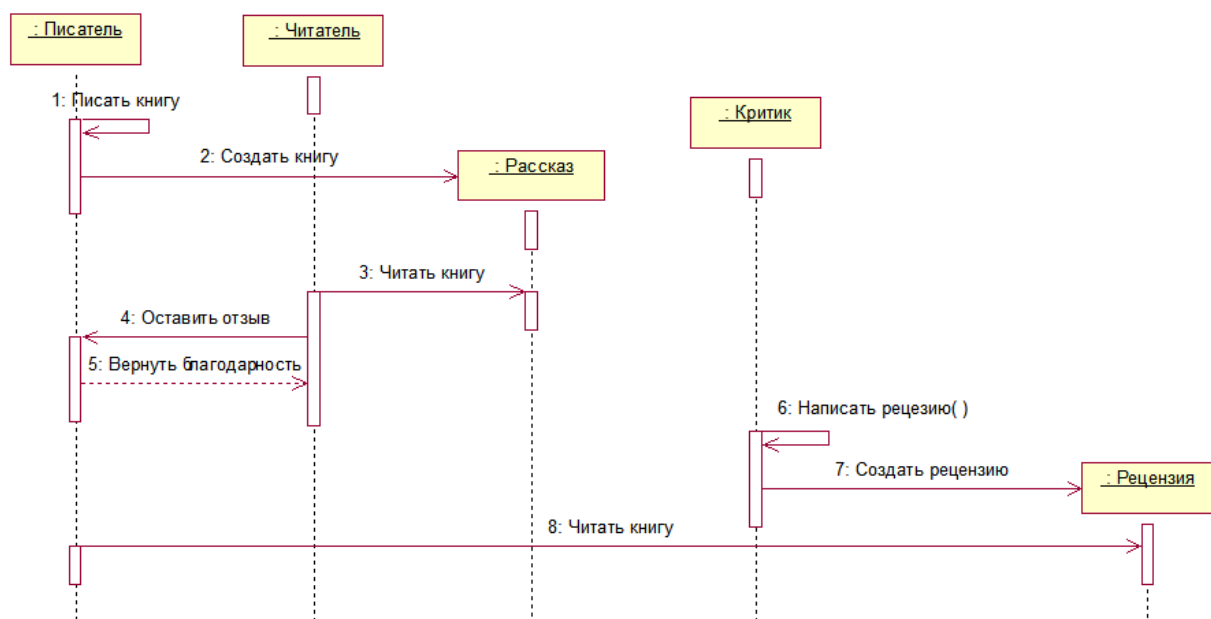 _: Писатель
_: Читатель
1: Писать книгу
_: Критик
2: Создать книгу
_: Рассказ
3: Читать книгу
4: Оставить отзыв
5: Вернуть благодарность
6: Написать рецезию( )
7: Создать рецензию
_: Рецензия
8: Читать книгу